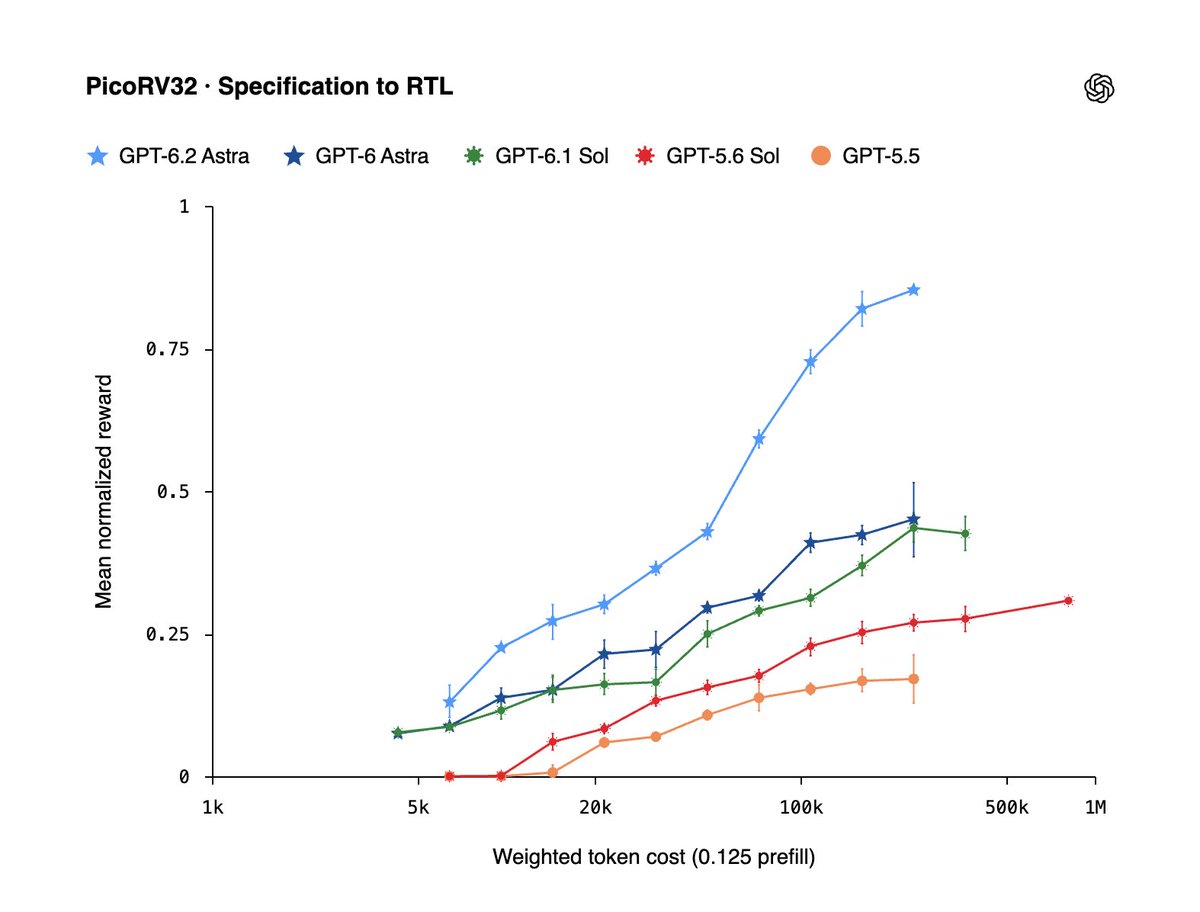 PicoRV32 · Specification to RTL
GPT-6.2 Astra GPT-6 Astra GPT-6.1 Sol GPT-5.6 Sol GPT-5.5
1
0.75
0.5
0.25
0
Mean normalized reward
1k 5k 20k 100k 500k 1M
Weighted token cost (0.125 prefill)